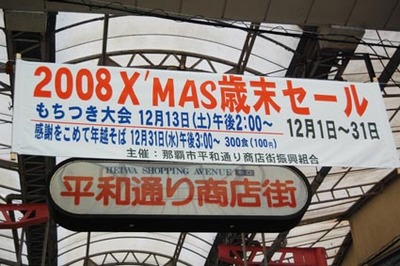 2008 X'MAS歳末セール
もちつき大会 12月13日(土)午後2:00～
12月1日～31日
感謝をこめて年越そば 12月31日(水)午後3:00～ 300食(100円)
主催：那覇市平和通り商店街振興組合
HEIWA SHOPPING AVENUE
平和通り商店街